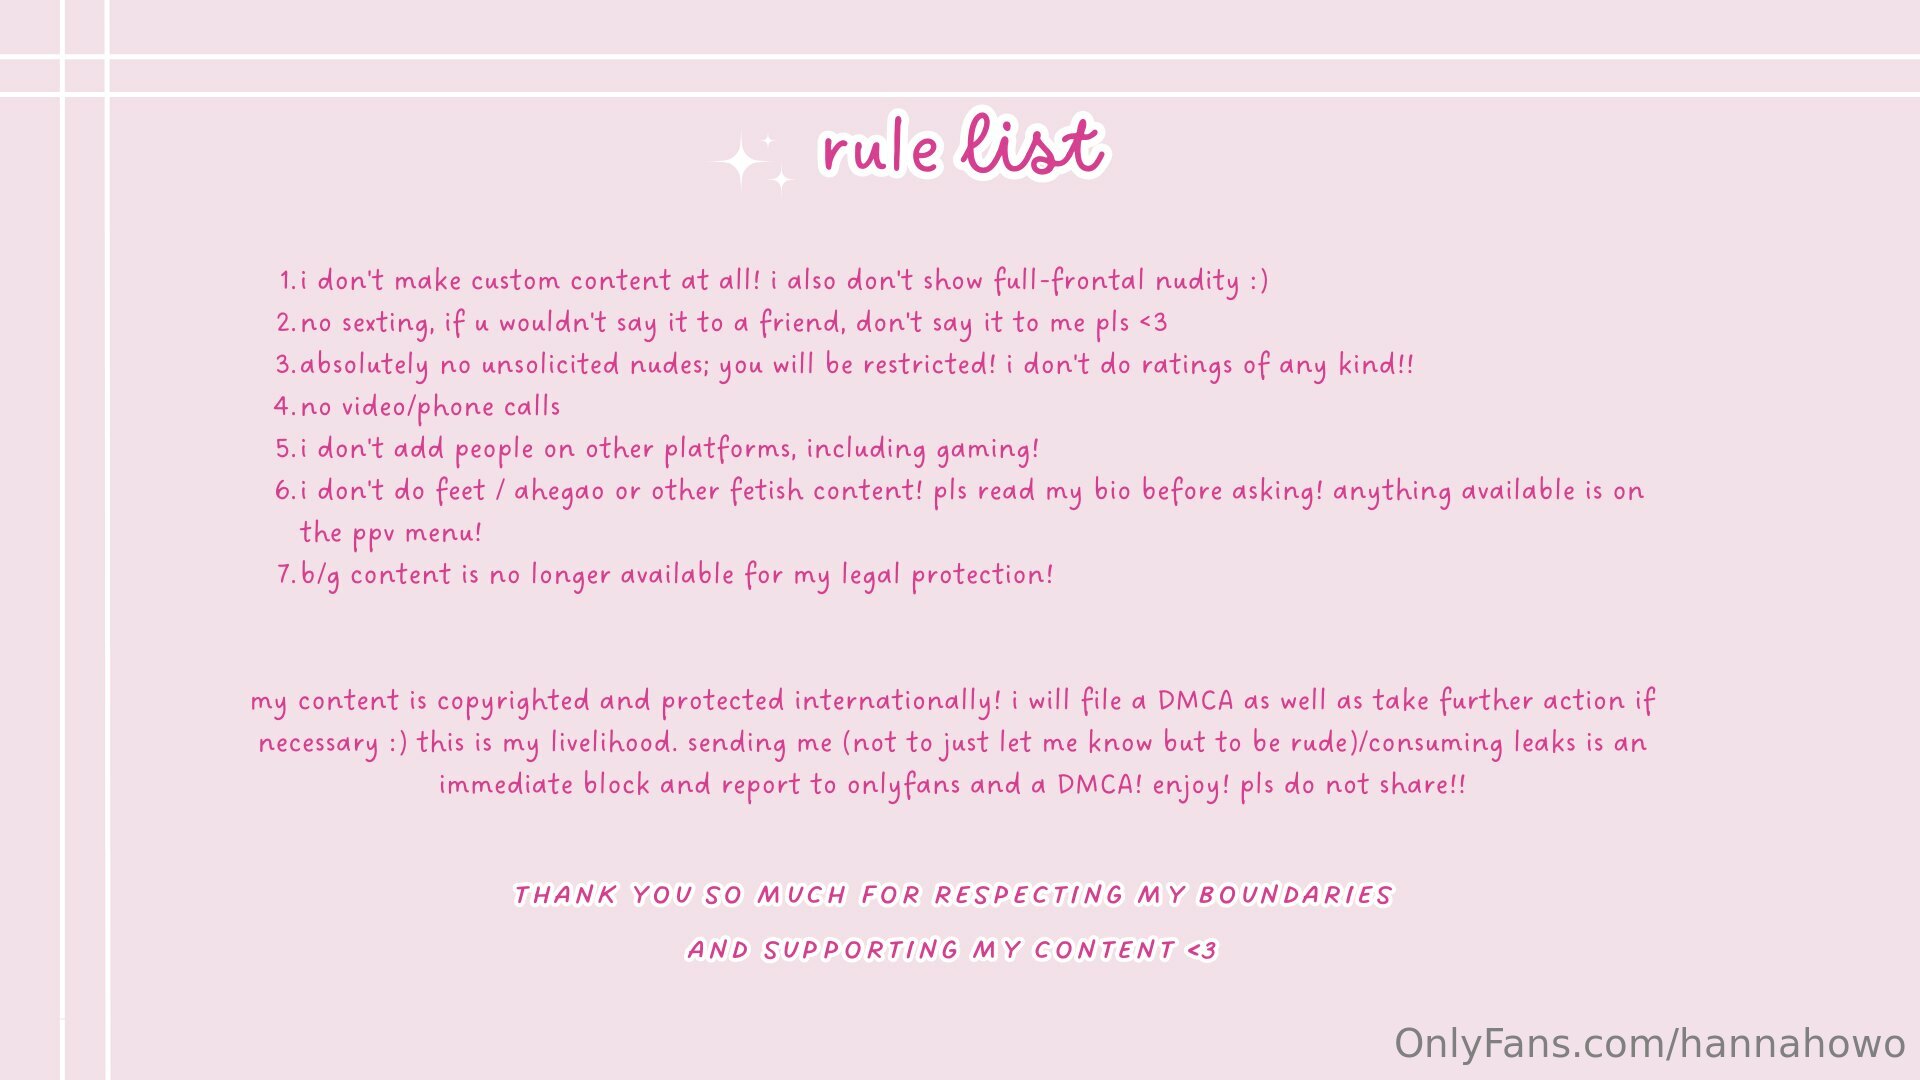 rule list
1. i don't make custom content at all! i also don't show full-frontal nudity :)
2. no sexting, if u wouldn't say it to a friend, don't say it to me pls <3
3. absolutely no unsolicited nudes; you will be restricted! i don't do ratings of any kind!!
4. no video/phone calls
5. i don't add people on other platforms, including gaming!
6. i don't do feet / ahegao or other fetish content! pls read my bio before asking! anything available is on
the ppv menu!
7. b/g content is no longer available for my legal protection!
my content is copyrighted and protected internationally! i will file a DMCA as well as take further action if
necessary :) this is my livelihood. sending me (not to just let me know but to be rude)/consuming leaks is an
immediate block and report to onlyfans and a DMCA! enjoy! pls do not share!!
THANK YOU SO MUCH FOR RESPECTING MY BOUNDARIES
AND SUPPORTING MY CONTENT <3
OnlyFans.com/hannahowo